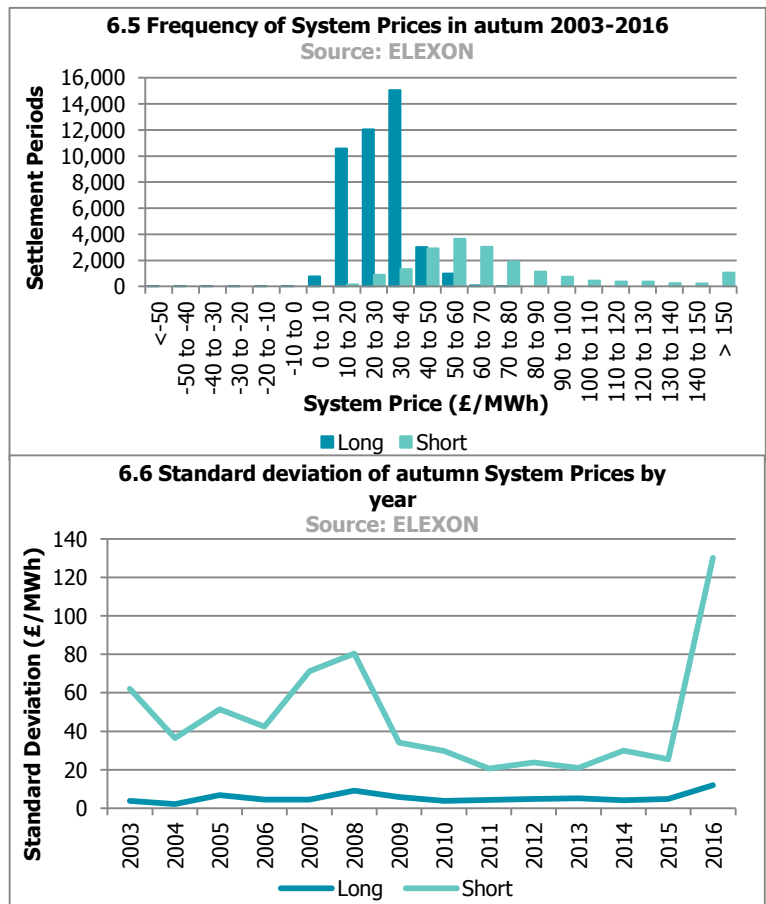 6.5 Frequency of System Prices in autum 2003-2016
Source: ELEXON
Settlement Periods
16,000
14,000
12,000
10,000
8,000
6,000
4,000
2,000
0
<-50
-50 to -40
-40 to -30
-30 to -20
-20 to -10
-10 to 0
0 to 10
10 to 20
20 to 30
30 to 40
40 to 50
50 to 60
60 to 70
70 to 80
80 to 90
90 to 100
100 to 110
110 to 120
120 to 130
130 to 140
140 to 150
> 150
System Price (£/MWh)
Long Short
6.6 Standard deviation of autumn System Prices by
year
Source: ELEXON
Standard Deviation (£/MWh)
140
120
100
80
60
40
20
0
2003
2004
2005
2006
2007
2008
2009
2010
2011
2012
2013
2014
2015
2016
Long Short